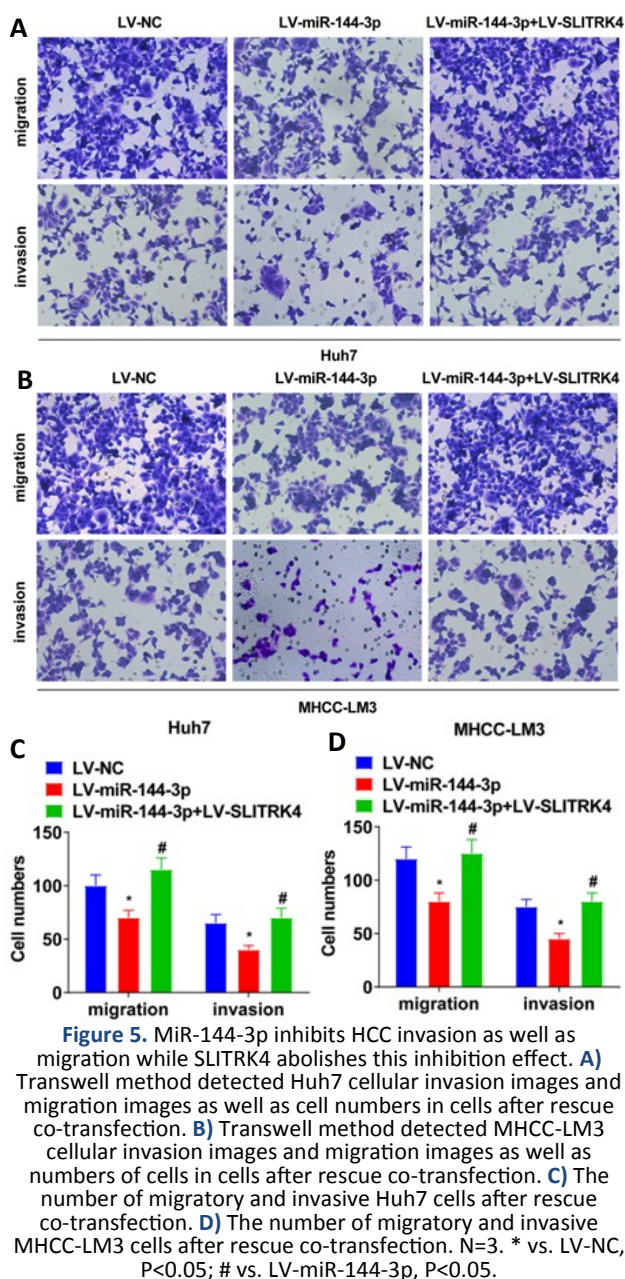 A
LV-NC LV-miR-144-3p LV-miR-144-3p+LV-SLITRK4
migration
invasion
Huh7
B
LV-NC LV-miR-144-3p LV-miR-144-3p+LV-SLITRK4
migration
invasion
MHCC-LM3
C
Huh7
LV-NC
LV-miR-144-3p
LV-miR-144-3p+LV-SLITRK4
Cell numbers
150
100
50
0
* # * #
migration invasion
D
MHCC-LM3
LV-NC
LV-miR-144-3p
LV-miR-144-3p+LV-SLITRK4
Cell numbers
150
100
50
0
* # * #
migration invasion
Figure 5. MiR-144-3p inhibits HCC invasion as well as
migration while SLITRK4 abolishes this inhibition effect. A)
Transwell method detected Huh7 cellular invasion images and
migration images as well as cell numbers in cells after rescue
co-transfection. B) Transwell method detected MHCC-LM3
cellular invasion images and migration images as well as
numbers of cells in cells after rescue co-transfection. C) The
number of migratory and invasive Huh7 cells after rescue
co-transfection. D) The number of migratory and invasive
MHCC-LM3 cells after rescue co-transfection. N=3. * vs. LV-NC,
P<0.05; # vs. LV-miR-144-3p, P<0.05.